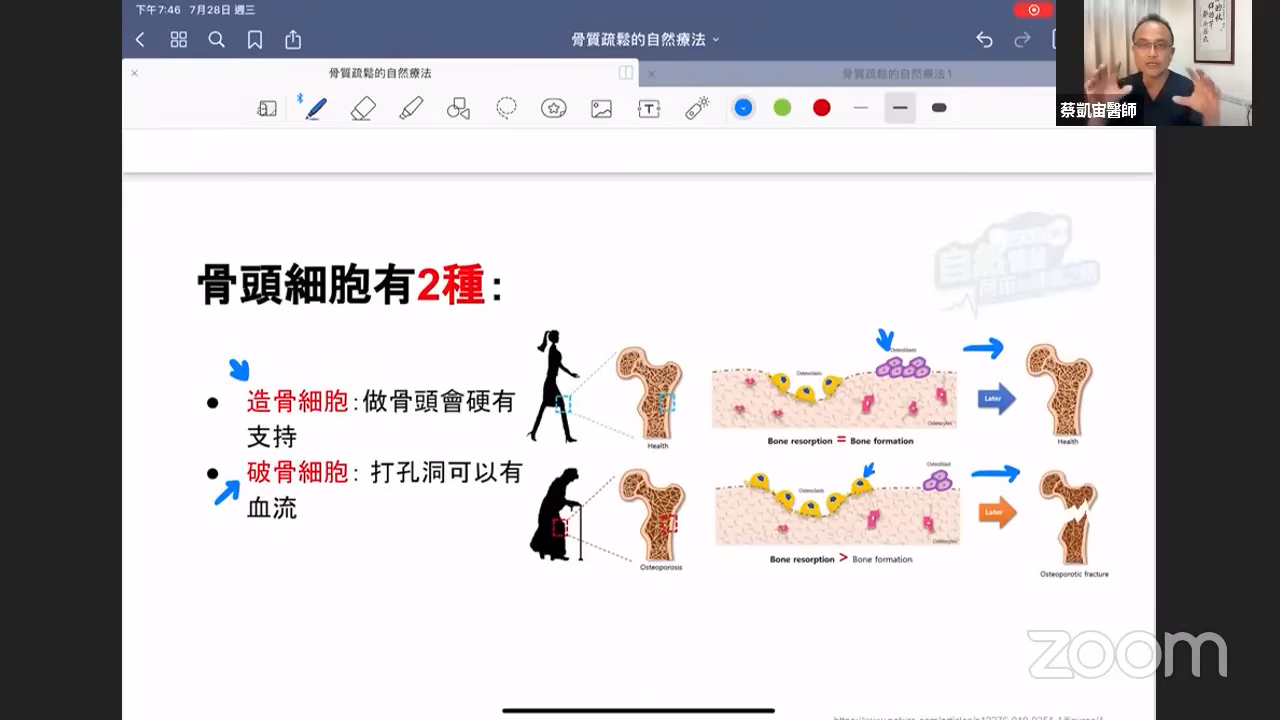 下午7:46 7月28日 週三
骨質疏鬆的自然療法
骨質疏鬆的自然療法
骨質疏鬆的自然療法 1
蔡凱宙醫師
骨頭細胞有2種:
造骨細胞:做骨頭會硬有
支持
破骨細胞: 打孔洞可以有
血流
Health
Osteoclasts
Osteoblasts
Osteocytes
Bone resorption = Bone formation
Later
Health
Osteoporosis
Osteoclasts
Osteoblast
Osteocytes
Bone resorption > Bone formation
Later
Osteoporotic fracture
zoom